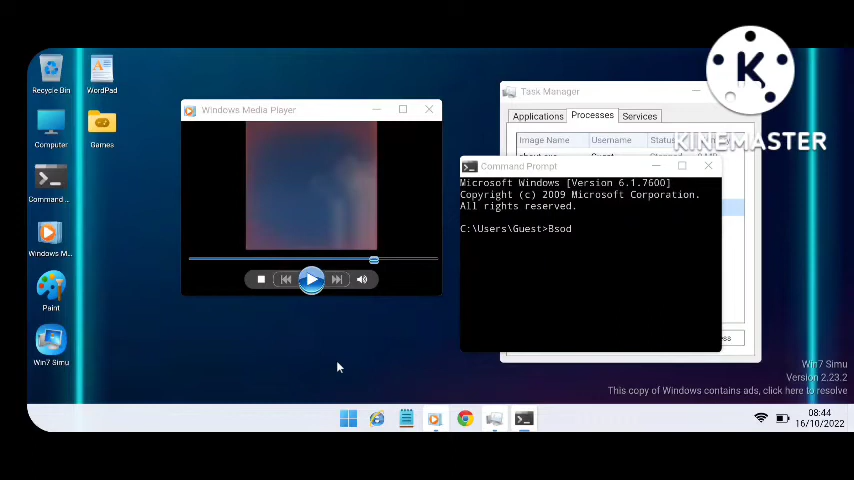 Recycle Bin
WordPad
Computer
Games
Command ...
Windows M...
Paint
Win7 Simu
Windows Media Player
Task Manager
Applications
Processes
Services
Image Name
Username
Status
K
KINEMASTER
Command Prompt
Microsoft Windows [Version 6.1.7600]
Copyright (c) 2009 Microsoft Corporation.
All rights reserved.
C:\Users\Guest>Bsod
Win7 Simu
Version 2.23.2
This copy of Windows contains ads, click here to resolve
08:44
16/10/2022